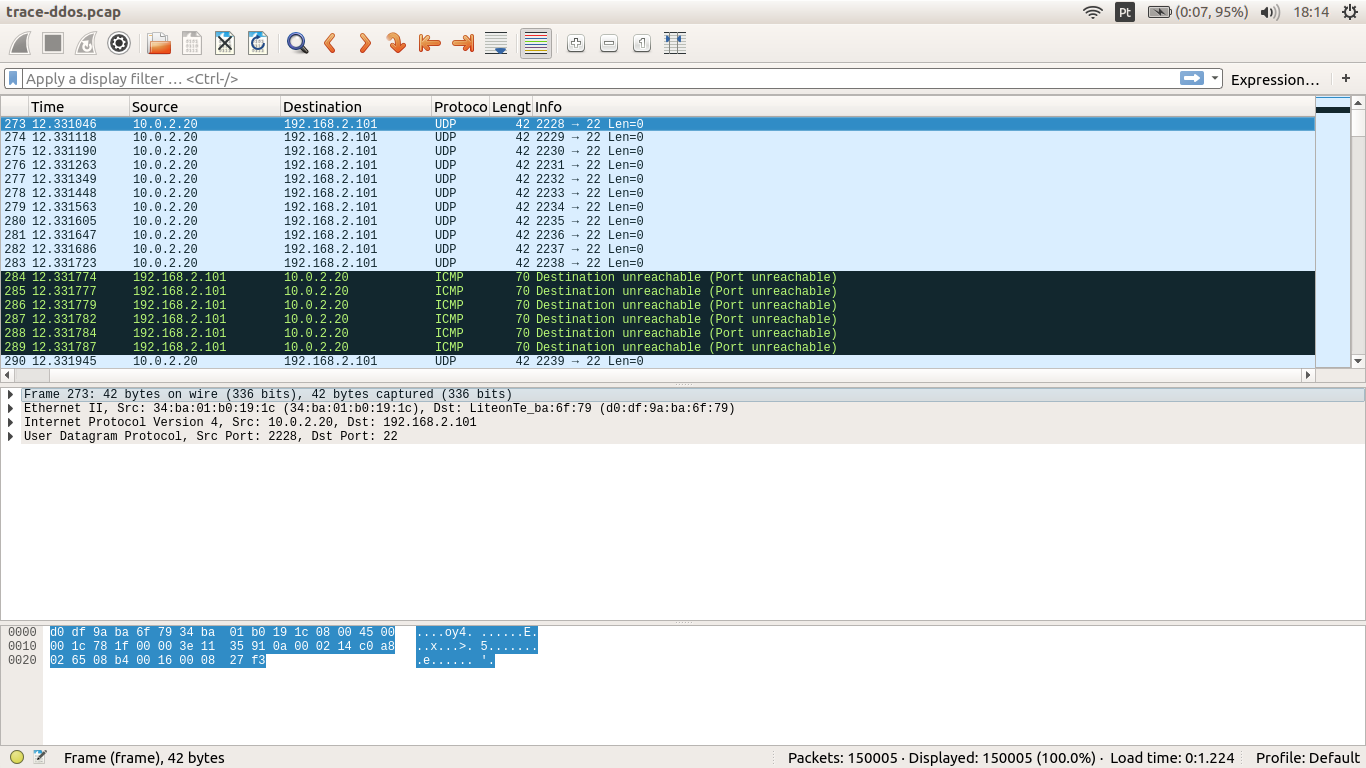 trace-ddos.pcap
Pt (0:07, 95%) 18:14
Apply a display filter … <Ctrl-/> Expression… +
Time Source Destination Protoco Lengt Info
273 12.331046 10.0.2.20 192.168.2.101 UDP 42 2228 → 22 Len=0
274 12.331118 10.0.2.20 192.168.2.101 UDP 42 2229 → 22 Len=0
275 12.331190 10.0.2.20 192.168.2.101 UDP 42 2230 → 22 Len=0
276 12.331263 10.0.2.20 192.168.2.101 UDP 42 2231 → 22 Len=0
277 12.331349 10.0.2.20 192.168.2.101 UDP 42 2232 → 22 Len=0
278 12.331448 10.0.2.20 192.168.2.101 UDP 42 2233 → 22 Len=0
279 12.331563 10.0.2.20 192.168.2.101 UDP 42 2234 → 22 Len=0
280 12.331605 10.0.2.20 192.168.2.101 UDP 42 2235 → 22 Len=0
281 12.331647 10.0.2.20 192.168.2.101 UDP 42 2236 → 22 Len=0
282 12.331686 10.0.2.20 192.168.2.101 UDP 42 2237 → 22 Len=0
283 12.331723 10.0.2.20 192.168.2.101 UDP 42 2238 → 22 Len=0
284 12.331774 192.168.2.101 10.0.2.20 ICMP 70 Destination unreachable (Port unreachable)
285 12.331777 192.168.2.101 10.0.2.20 ICMP 70 Destination unreachable (Port unreachable)
286 12.331779 192.168.2.101 10.0.2.20 ICMP 70 Destination unreachable (Port unreachable)
287 12.331782 192.168.2.101 10.0.2.20 ICMP 70 Destination unreachable (Port unreachable)
288 12.331784 192.168.2.101 10.0.2.20 ICMP 70 Destination unreachable (Port unreachable)
289 12.331787 192.168.2.101 10.0.2.20 ICMP 70 Destination unreachable (Port unreachable)
290 12.331945 10.0.2.20 192.168.2.101 UDP 42 2239 → 22 Len=0
Frame 273: 42 bytes on wire (336 bits), 42 bytes captured (336 bits)
Ethernet II, Src: 34:ba:01:b0:19:1c (34:ba:01:b0:19:1c), Dst: LiteonTe_ba:6f:79 (d0:df:9a:ba:6f:79)
Internet Protocol Version 4, Src: 10.0.2.20, Dst: 192.168.2.101
User Datagram Protocol, Src Port: 2228, Dst Port: 22
0000 d0 df 9a ba 6f 79 34 ba 01 b0 19 1c 08 00 45 00 ....oy4. ......E.
0010 00 1c 78 1f 00 00 3e 11 35 91 0a 00 02 14 c0 a8 ..x...>. 5.......
0020 02 65 08 b4 00 16 00 08 27 f3 .e...... '.
Frame (frame), 42 bytes Packets: 150005 · Displayed: 150005 (100.0%) · Load time: 0:1.224 Profile: Default